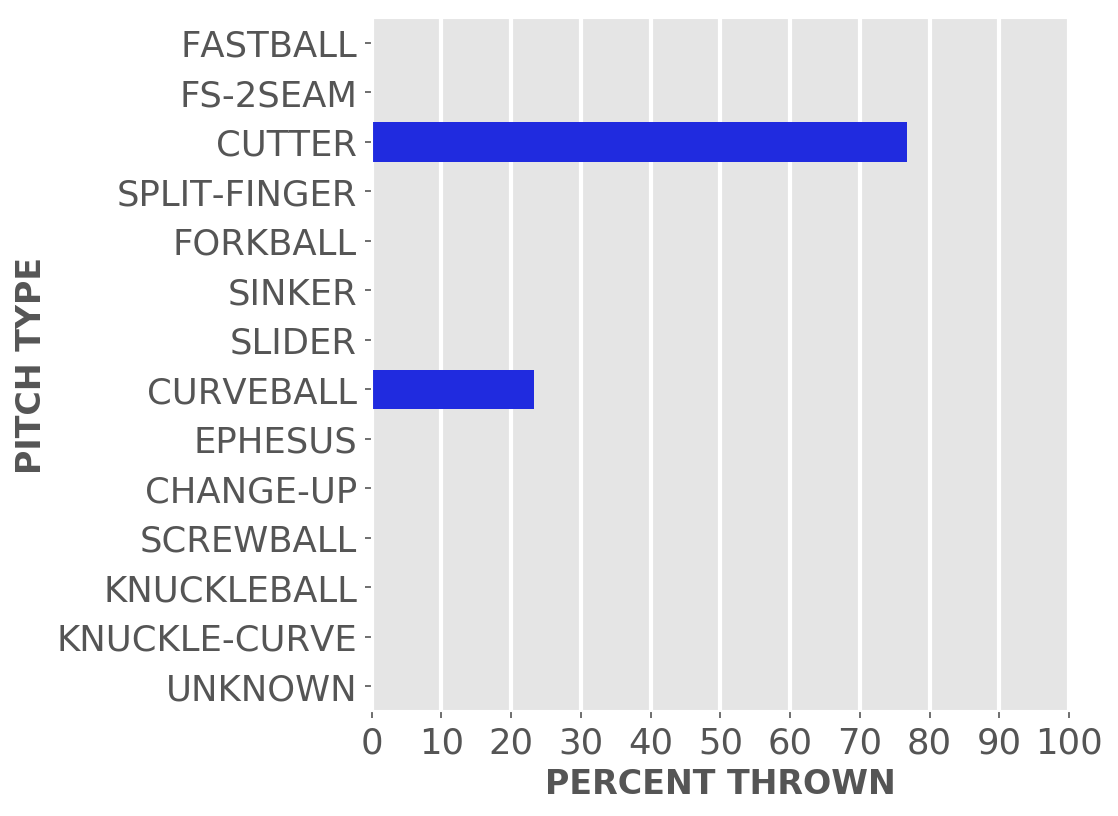 FASTBALL
FS-2SEAM
CUTTER
SPLIT-FINGER
FORKBALL
SINKER
SLIDER
CURVEBALL
EPHESUS
CHANGE-UP
SCREWBALL
KNUCKLEBALL
KNUCKLE-CURVE
UNKNOWN
PITCH TYPE
0 10 20 30 40 50 60 70 80 90 100
PERCENT THROWN